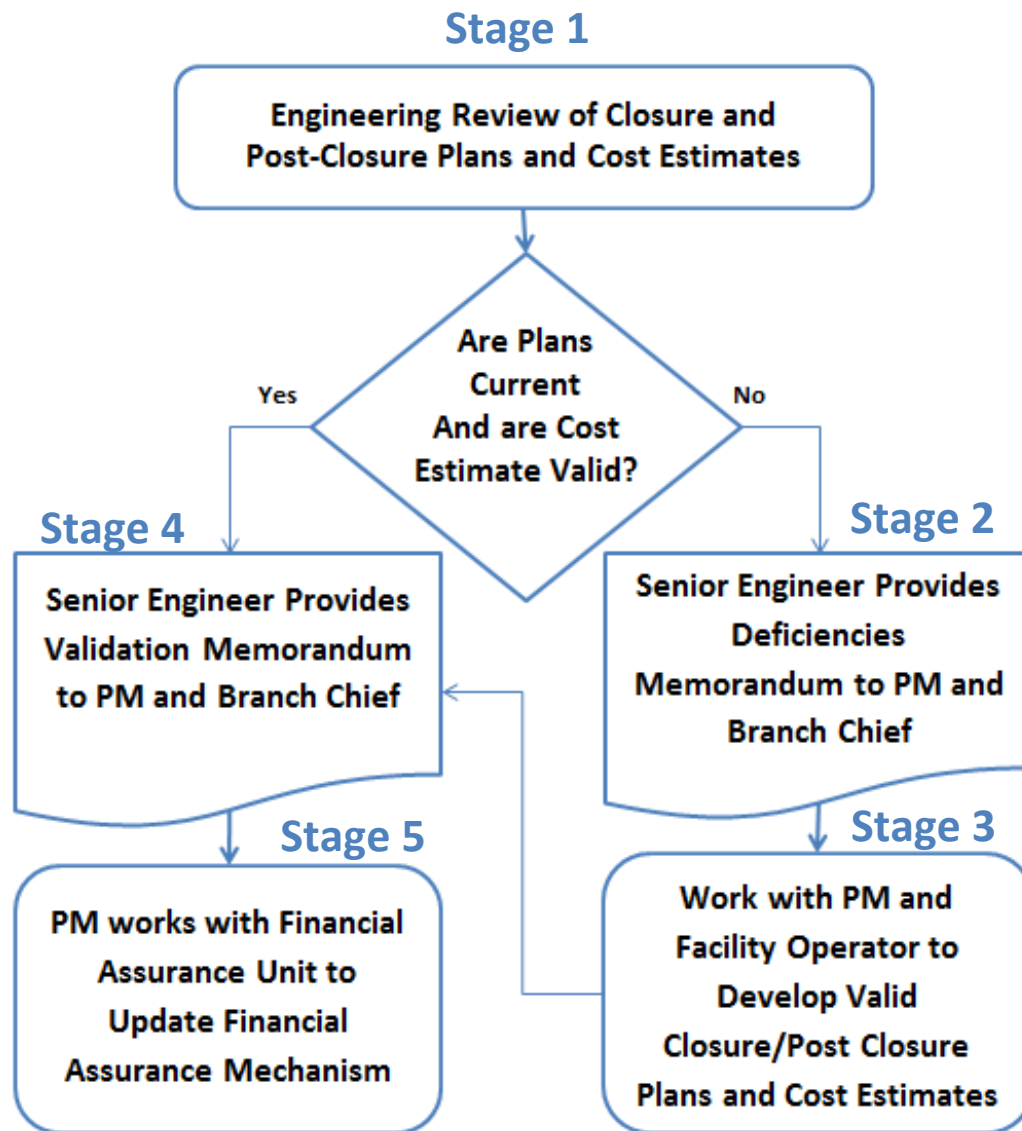 Stage 1
Engineering Review of Closure and
Post-Closure Plans and Cost Estimates
Are Plans
Current
And are Cost
Estimate Valid?
Yes
No
Stage 4
Senior Engineer Provides
Validation Memorandum
to PM and Branch Chief
Stage 2
Senior Engineer Provides
Deficiencies
Memorandum to PM and
Branch Chief
Stage 5
PM works with Financial
Assurance Unit to
Update Financial
Assurance Mechanism
Stage 3
Work with PM and
Facility Operator to
Develop Valid
Closure/Post Closure
Plans and Cost Estimates